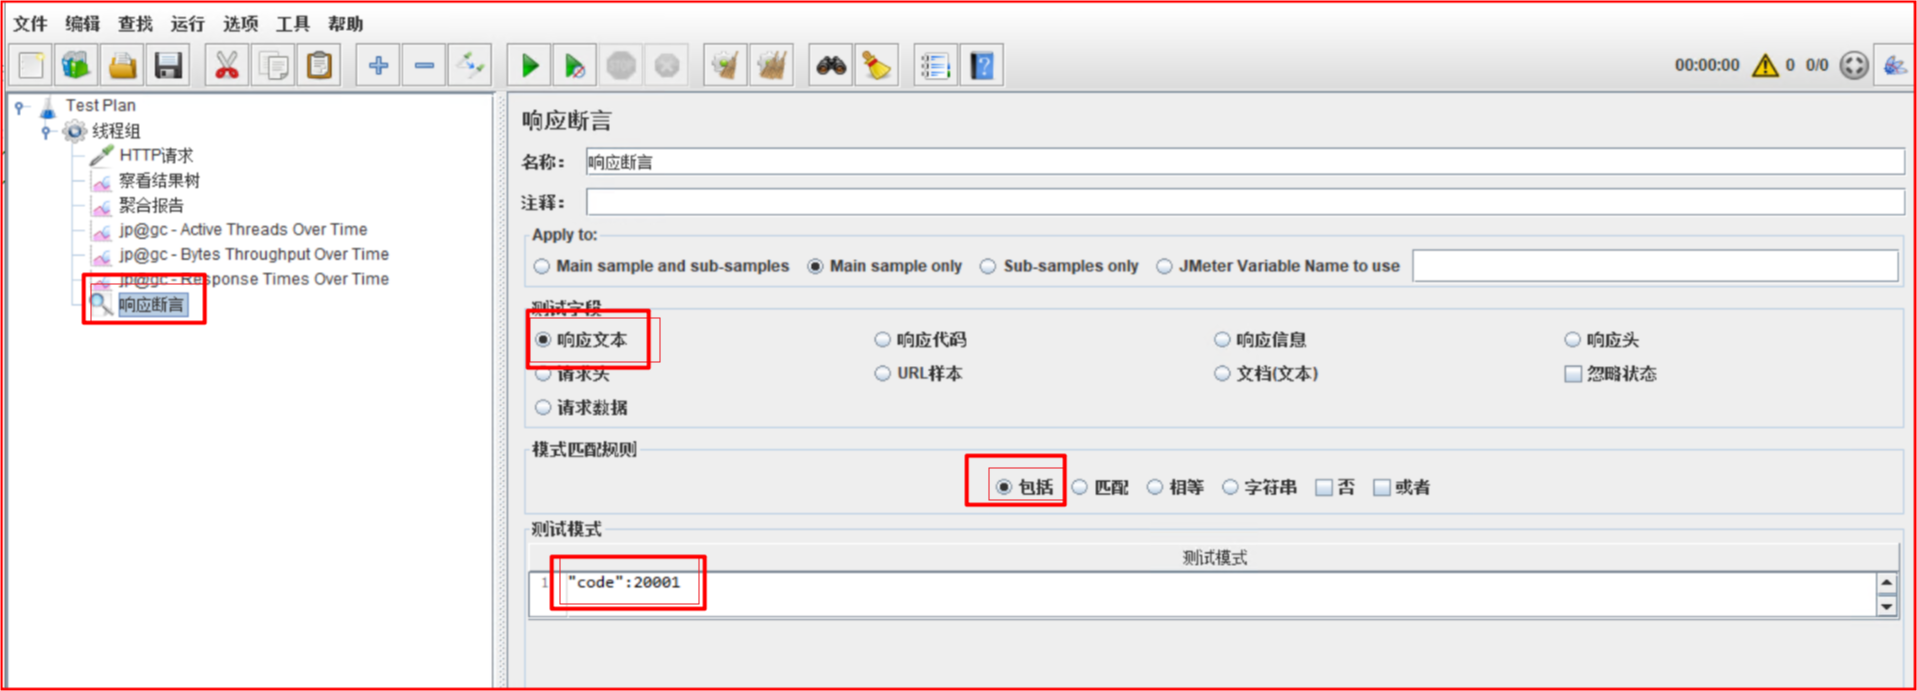 文件 编辑 查找 运行 选项 工具 帮助
00:00:00 0 0/0
Test Plan
线程组
HTTP请求
察看结果树
聚合报告
jp@gc - Active Threads Over Time
jp@gc - Bytes Throughput Over Time
jp@gc - Response Times Over Time
响应断言
响应断言
名称： 响应断言
注释：
Apply to:
Main sample and sub-samples Main sample only Sub-samples only JMeter Variable Name to use
测试字段
响应文本 响应代码 响应信息 响应头
请求头 URL样本 文档(文本) 忽略状态
请求数据
模式匹配规则
包括 匹配 相等 字符串 否 或者
测试模式
测试模式
1 "code":20001